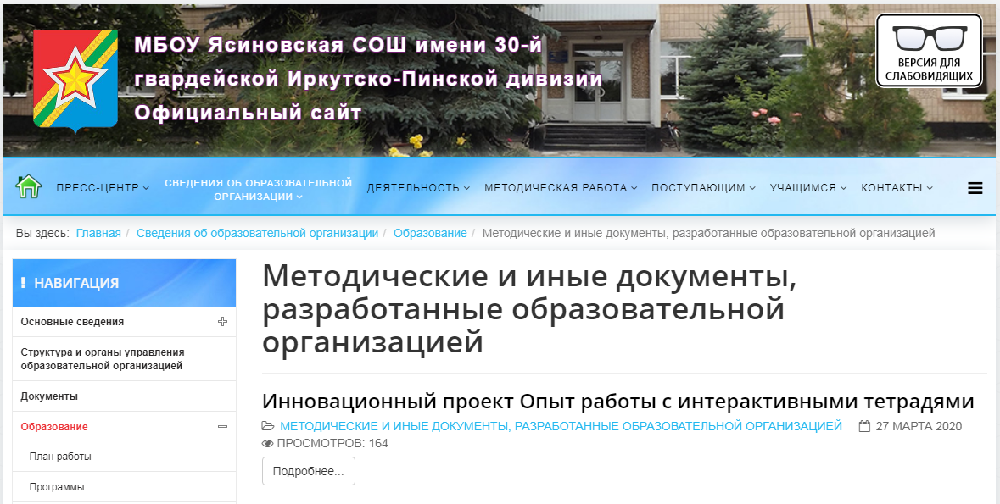 МБОУ Ясиновская СОШ имени 30-й
гвардейской Иркутско-Пинской дивизии
Официальный сайт
ВЕРСИЯ ДЛЯ
СЛАБОВИДЯЩИХ
ПРЕСС-ЦЕНТР
СВЕДЕНИЯ ОБ ОБРАЗОВАТЕЛЬНОЙ
ОРГАНИЗАЦИИ
ДЕЯТЕЛЬНОСТЬ
МЕТОДИЧЕСКАЯ РАБОТА
ПОСТУПАЮЩИМ
УЧАЩИМСЯ
КОНТАКТЫ
Вы здесь: Главная / Сведения об образовательной организации / Образование / Методические и иные документы, разработанные образовательной организацией
НАВИГАЦИЯ
Основные сведения
Структура и органы управления
образовательной организацией
Документы
Образование
План работы
Программы
Методические и иные документы,
разработанные образовательной
организацией
Инновационный проект Опыт работы с интерактивными тетрадями
МЕТОДИЧЕСКИЕ И ИНЫЕ ДОКУМЕНТЫ, РАЗРАБОТАННЫЕ ОБРАЗОВАТЕЛЬНОЙ ОРГАНИЗАЦИЕЙ 27 МАРТА 2020
ПРОСМОТРОВ: 164
Подробнее...